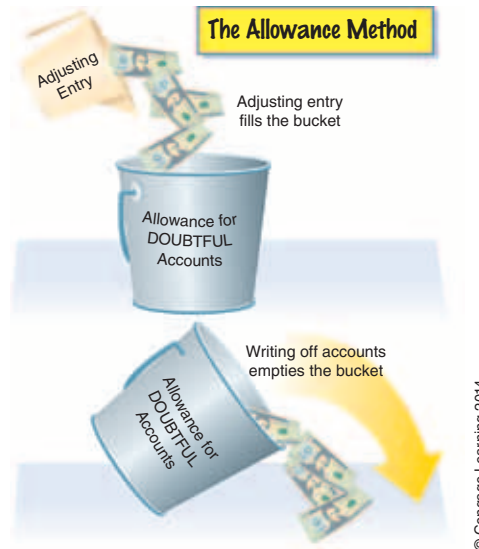 The Allowance Method
Adjusting
Entry
Adjusting entry
fills the bucket
Allowance for
DOUBTFUL
Accounts
Writing off accounts
empties the bucket
Allowance for
DOUBTFUL
Accounts
© Cengage Learning 2014